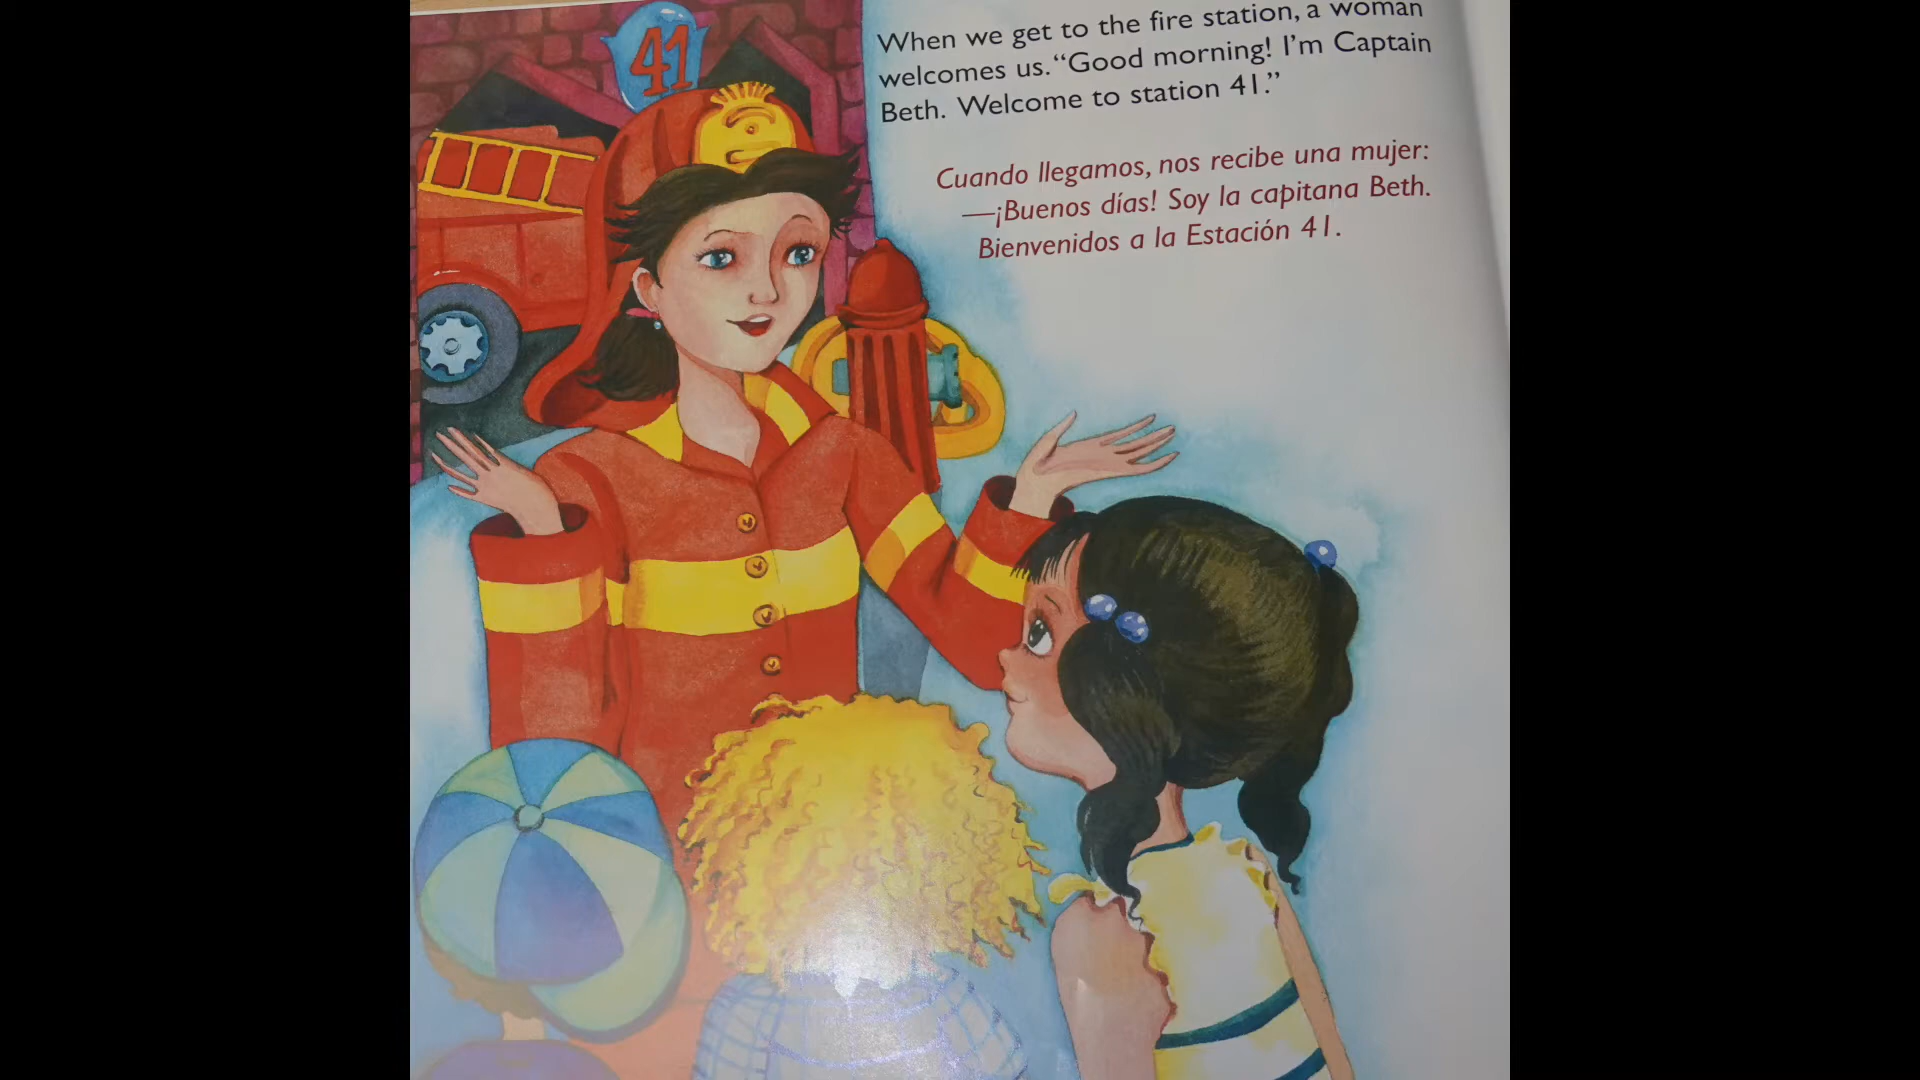 41
When we get to the fire station, a woman
welcomes us. “Good morning! I’m Captain
Beth. Welcome to station 41.”
Cuando llegamos, nos recibe una mujer:
—¡Buenos días! Soy la capitana Beth.
Bienvenidos a la Estación 41.